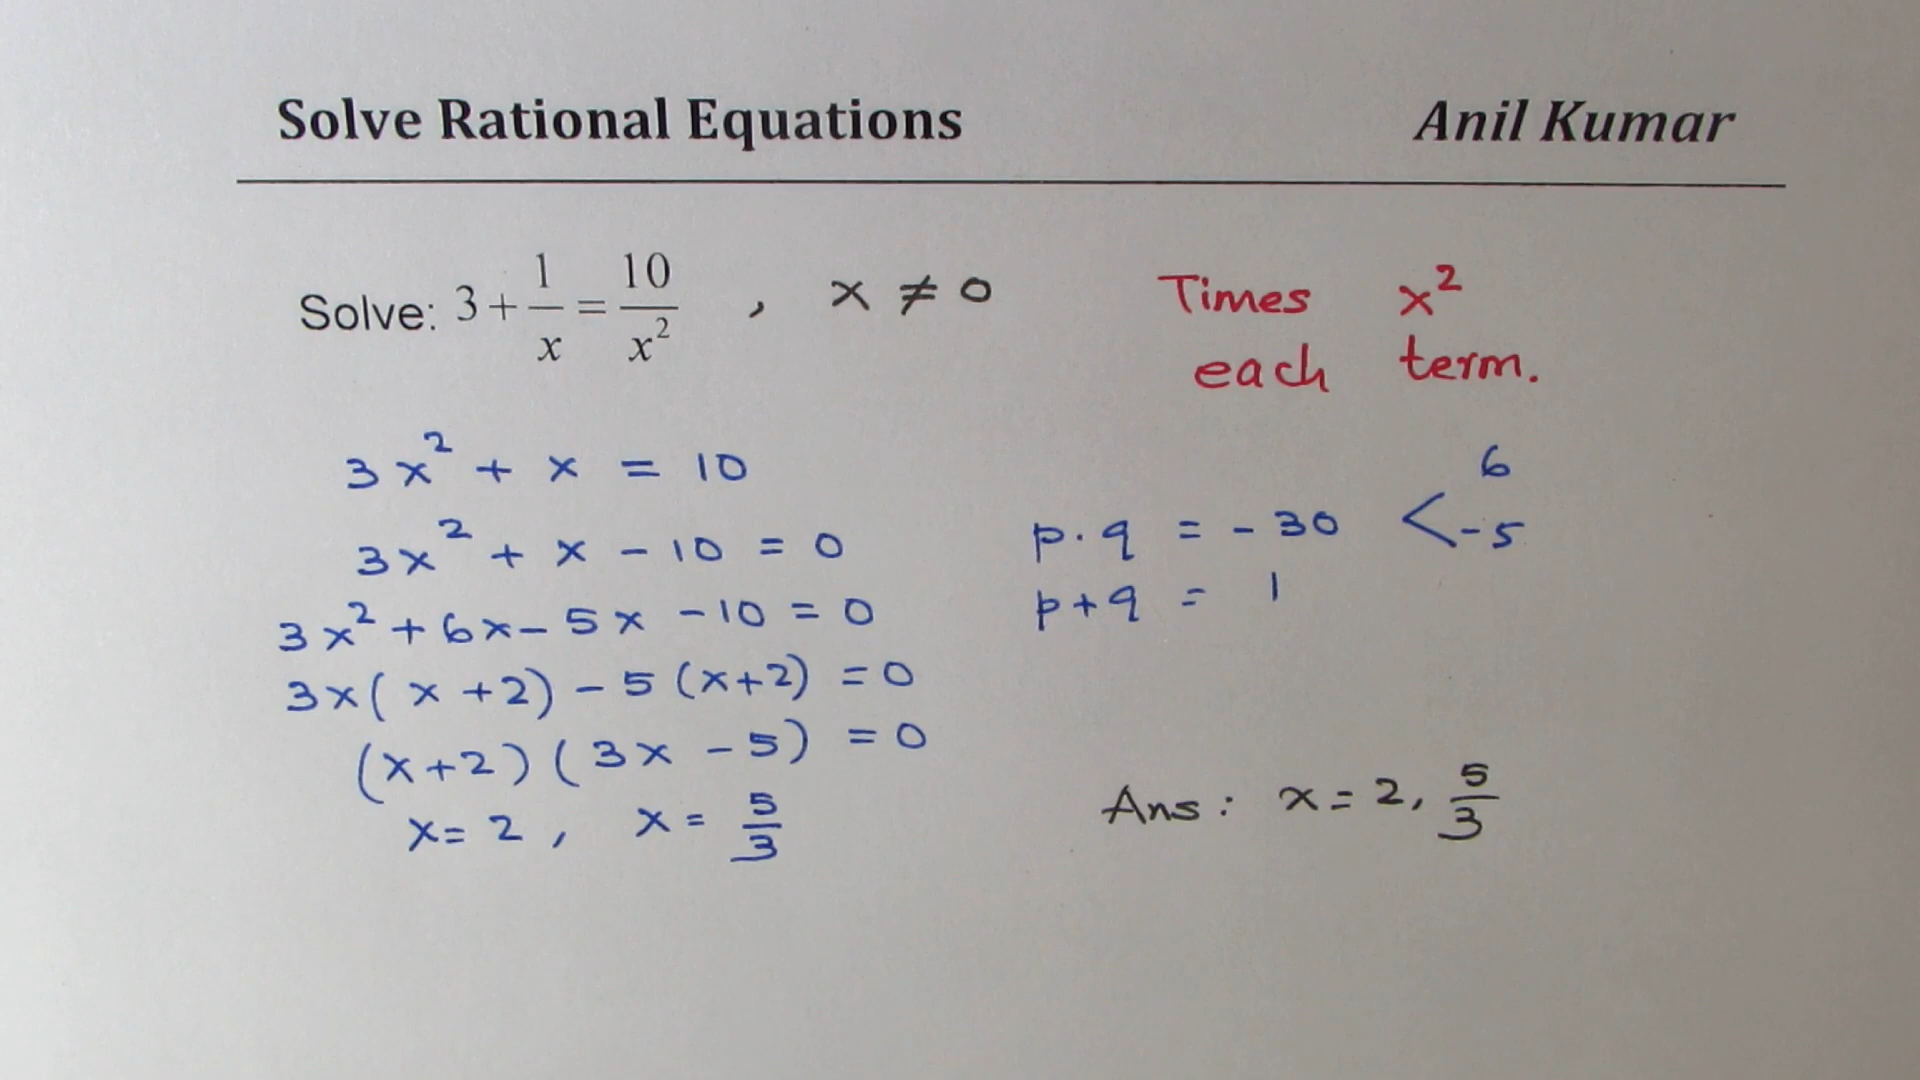 Solve Rational Equations Anil Kumar
Solve: 3 + 1/x = 10/x² , x ≠ 0
Times x²
each term.
3x² + x = 10
3x² + x - 10 = 0
3x² + 6x - 5x - 10 = 0
3x(x + 2) - 5(x+2) = 0
(x+2)(3x - 5) = 0
x = 2, x = 5/3
p·q = -30 < 6
-5
p+q = 1
Ans: x = 2, 5/3